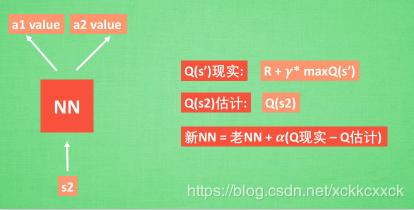 a1 value a2 value
NN
s2
Q(s')现实: R + γ* maxQ(s')
Q(s2)估计: Q(s2)
新NN = 老NN + α(Q现实 – Q估计)
https://blog.csdn.net/xckkcxxck